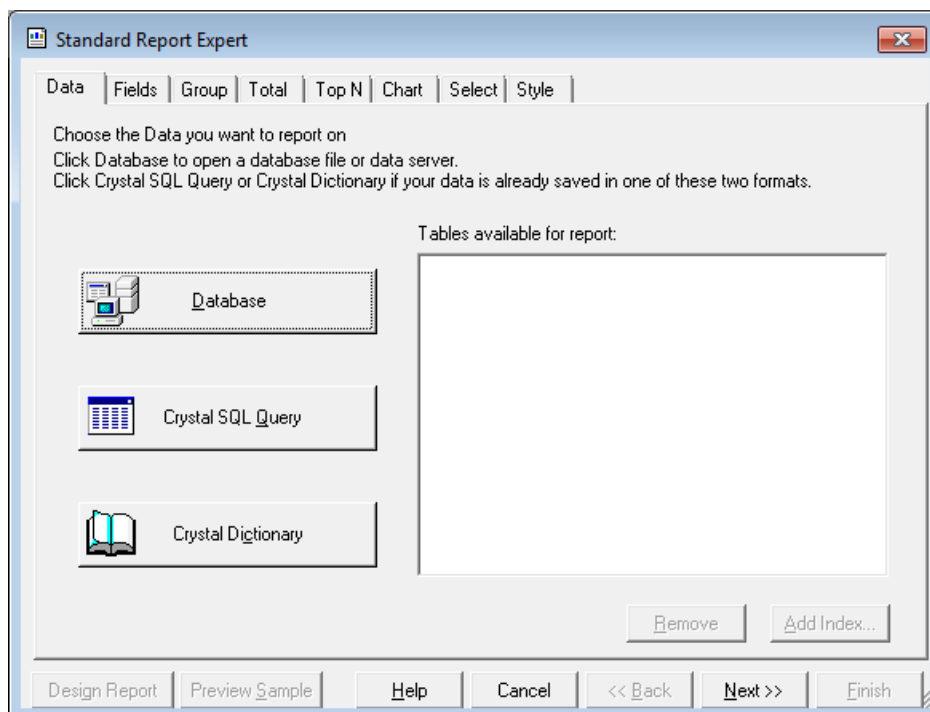 Standard Report Expert
Data Fields Group Total Top N Chart Select Style
Choose the Data you want to report on
Click Database to open a database file or data server.
Click Crystal SQL Query or Crystal Dictionary if your data is already saved in one of these two formats.
Tables available for report:
Database
Crystal SQL Query
Crystal Dictionary
Remove Add Index...
Design Report Preview Sample Help Cancel << Back Next >> Finish